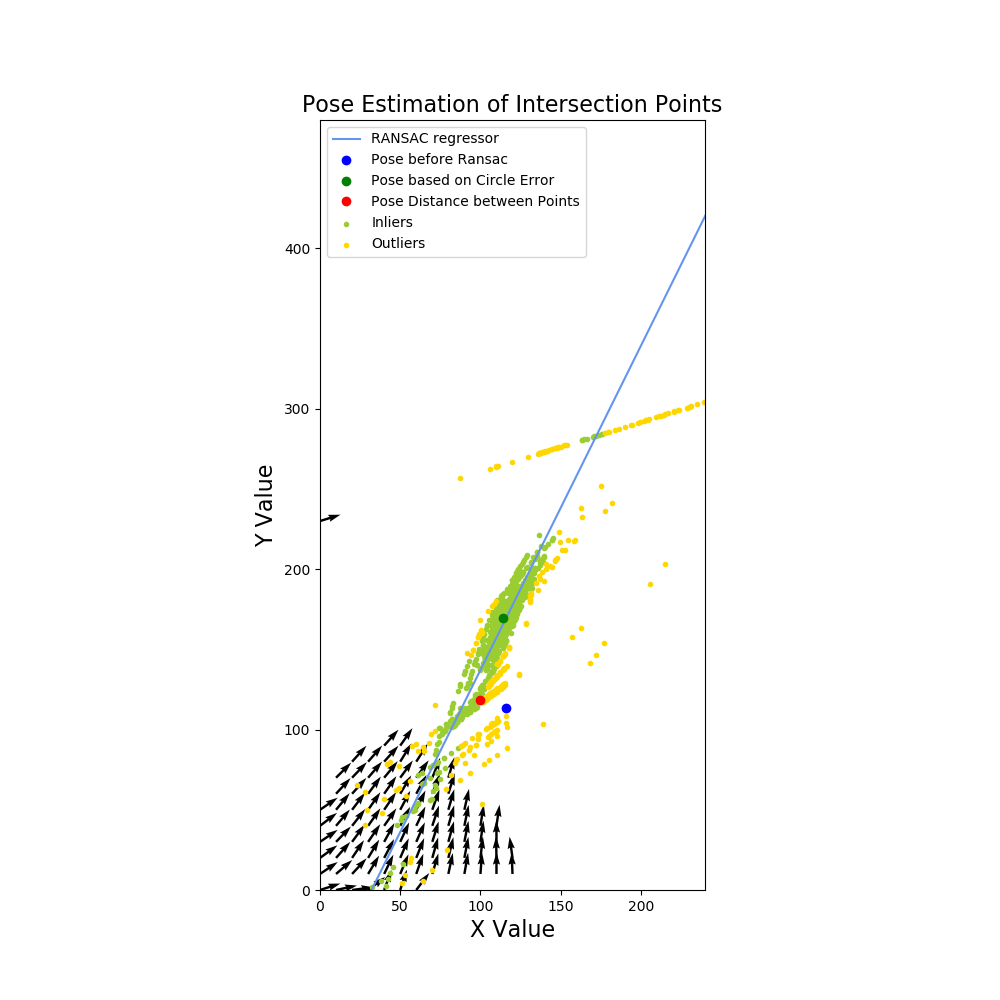 Pose Estimation of Intersection Points
RANSAC regressor
Pose before Ransac
Pose based on Circle Error
Pose Distance between Points
Inliers
Outliers
Y Value
400
300
200
100
0
0 50 100 150 200
X Value